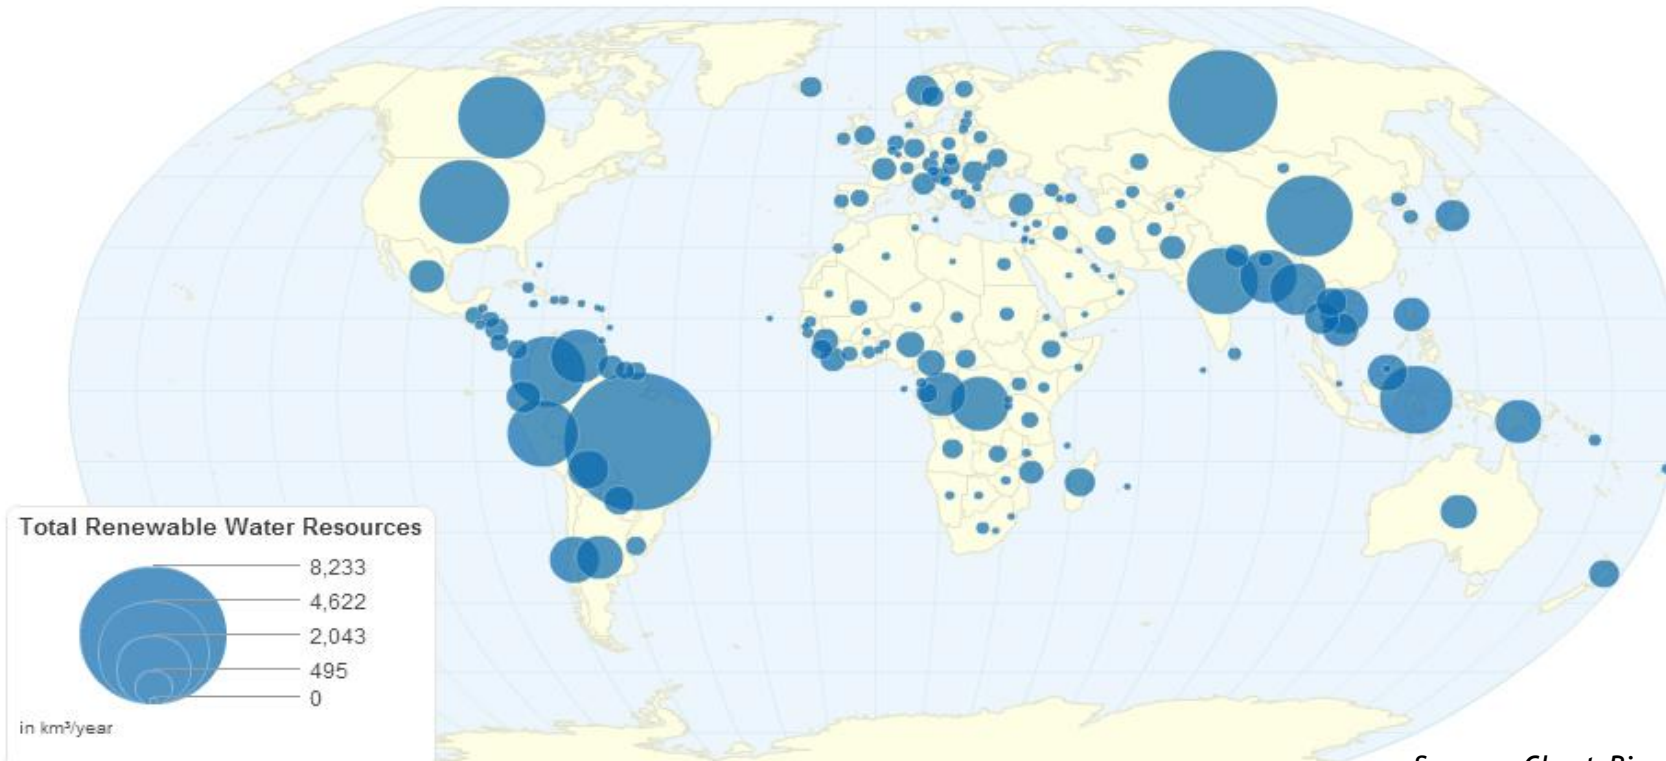 Total Renewable Water Resources
8,233
4,622
2,043
495
0
in km³/year